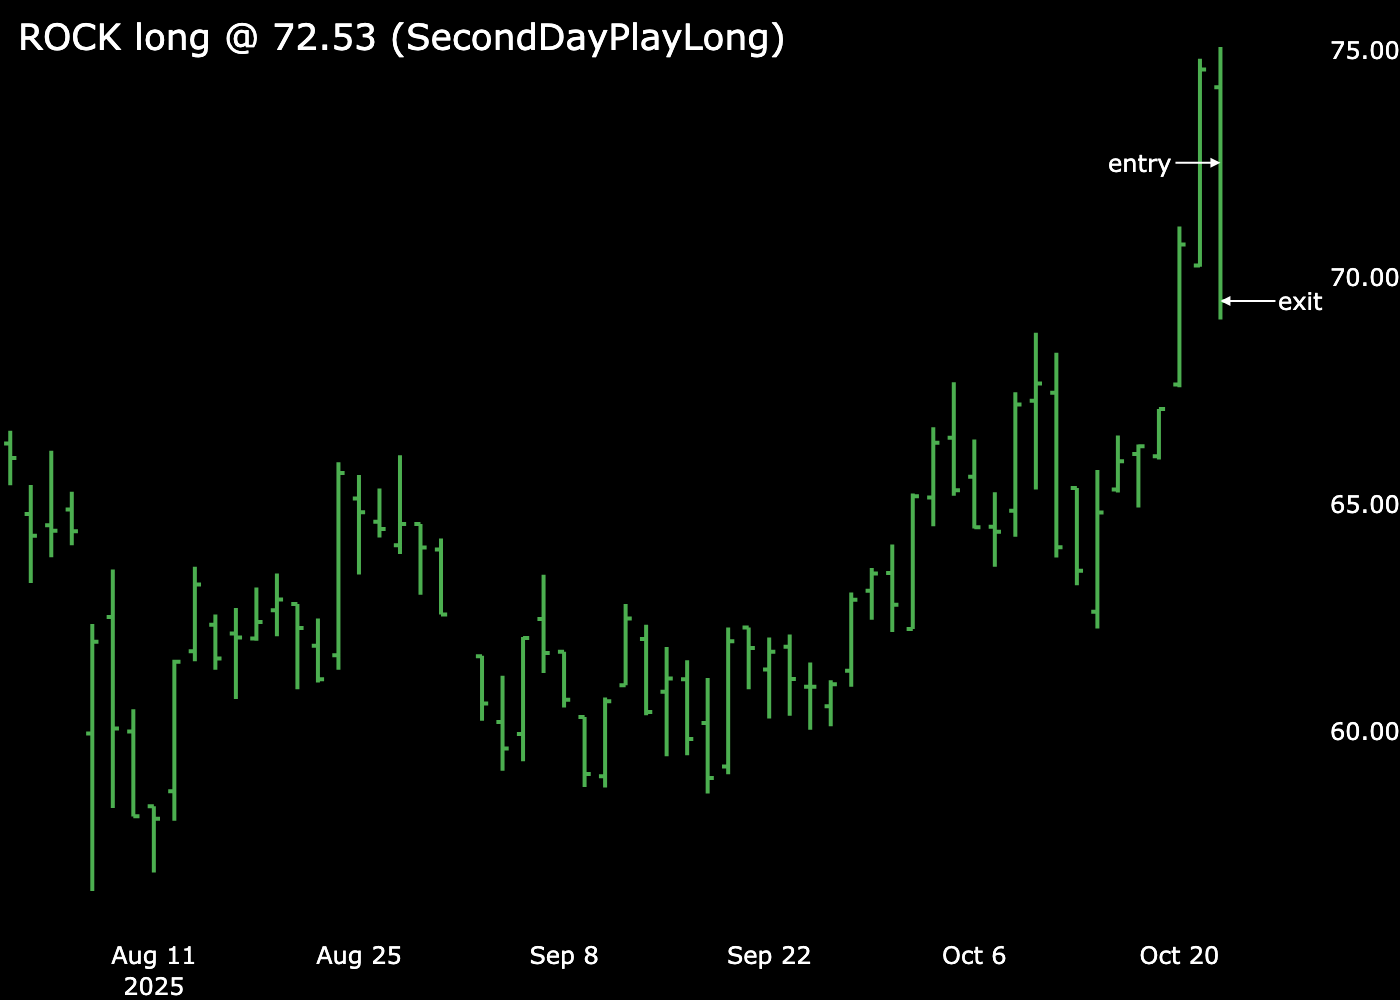 ROCK long @ 72.53 (SecondDayPlayLong)
75.00
entry
70.00
exit
65.00
60.00
Aug 11
2025
Aug 25
Sep 8
Sep 22
Oct 6
Oct 20